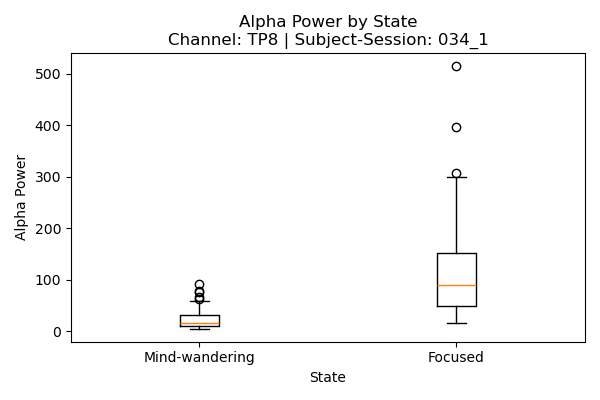 Alpha Power by State
Channel: TP8 | Subject-Session: 034_1
500
400
300
200
100
0
Alpha Power
Mind-wandering
Focused
State